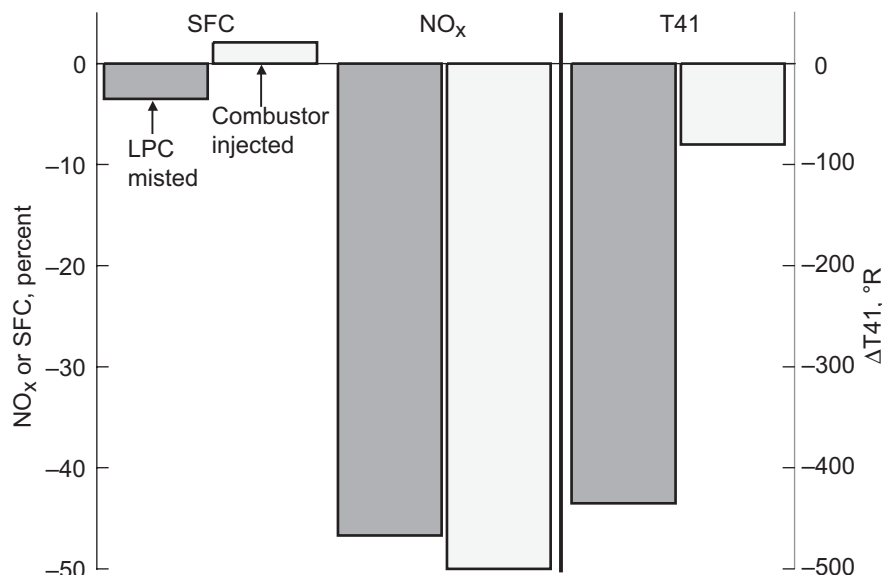 SFC
NOx
T41
0
–10
–20
–30
–40
–50
NOx or SFC, percent
LPC
misted
Combustor
injected
0
–100
–200
–300
–400
–500
ΔT41, °R